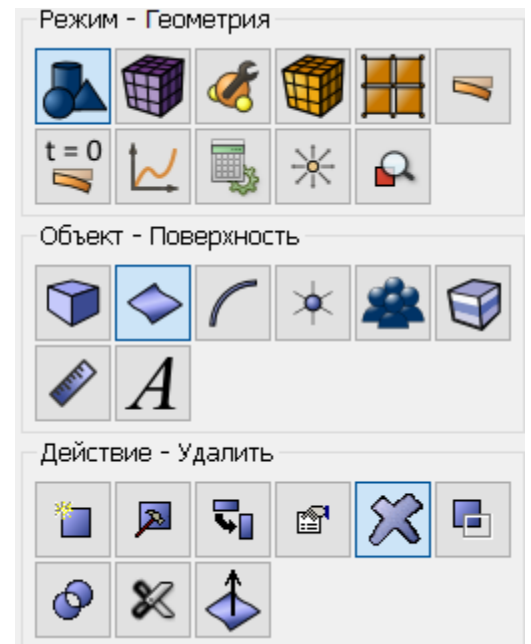 Режим - Геометрия
t = 0
Объект - Поверхность
A
Действие - Удалить